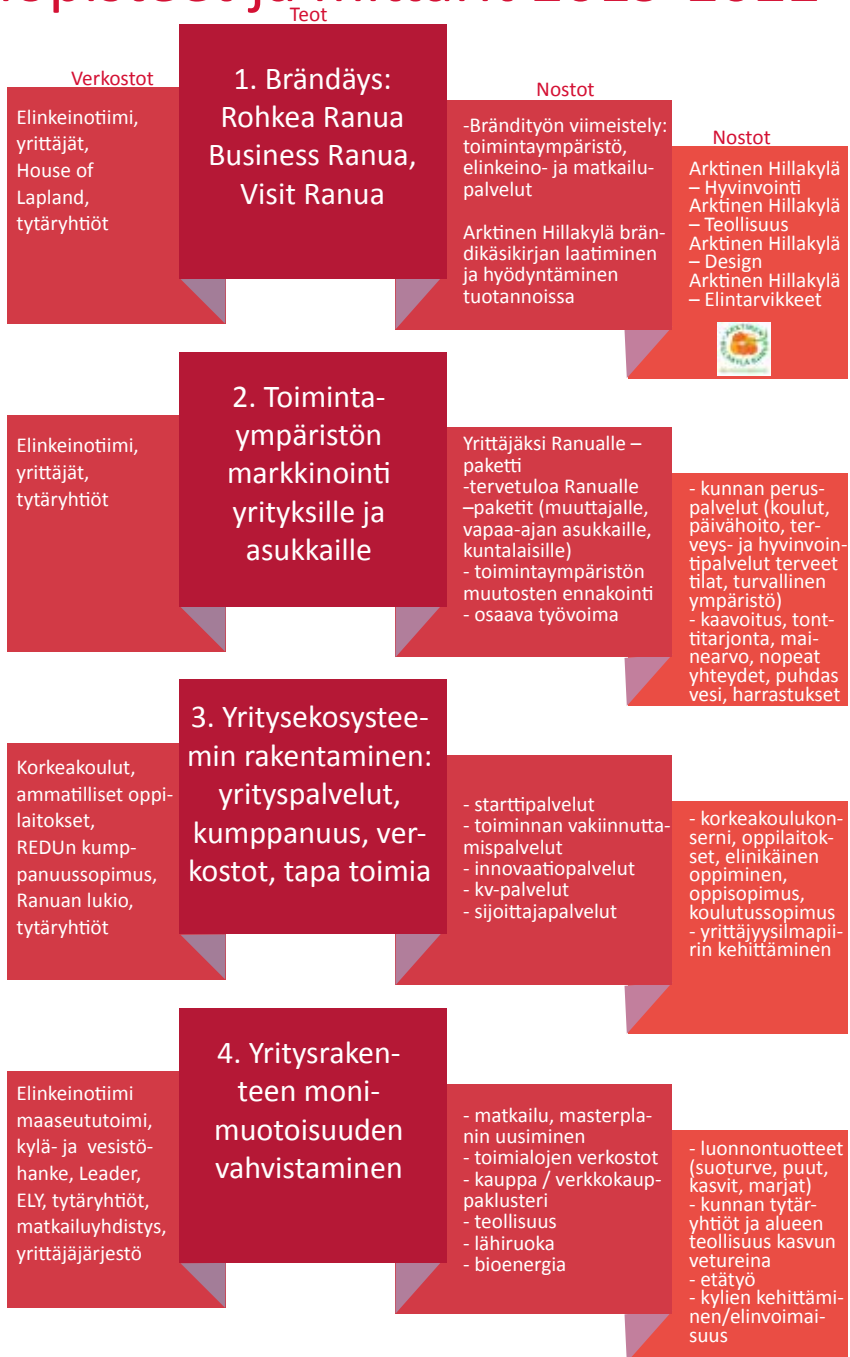 ja mittarit
Teot
Verkostot
Elinkeinotiimi,
yrittäjät,
House of
Lapland,
tytäryhtiöt
1. Brändäys:
Rohkea Ranua
Business Ranua,
Visit Ranua
Nostot
-Brändityön viimeistely:
toimintaympäristö,
elinkeino- ja matkailu-
palvelut
Arktinen Hillakylä brän-
dikäsikirjan laatiminen
ja hyödyntäminen
tuotannoissa
Nostot
Arktinen Hillakylä
– Hyvinvointi
Arktinen Hillakylä
– Teollisuus
Arktinen Hillakylä
– Design
Arktinen Hillakylä
– Elintarvikkeet
Elinkeinotiimi,
yrittäjät,
tytäryhtiöt
2. Toiminta-
ympäristön
markkinointi
yrityksille ja
asukkaille
Yrittäjäksi Ranualle –
paketti
-tervetuloa Ranualle
–paketit (muuttajalle,
vapaa-ajan asukkaille,
kuntalaisille)
- toimintaympäristön
muutosten ennakointi
- osaava työvoima
- kunnan perus-
palvelut (koulut,
päivähoito, ter-
veys- ja hyvinvoin-
tipalvelut terveet
tilat, turvallinen
ympäristö)
- kaavoitus, tont-
titarjonta, mai-
nearvo, nopeat
yhteydet, puhdas
vesi, harrastukset
Korkeakoulut,
ammatilliset oppi-
laitokset,
REDUn kump-
panuussopimus,
Ranuan lukio,
tytäryhtiöt
3. Yritysekosystee-
min rakentaminen:
yrityspalvelut,
kumppanuus, ver-
kostot, tapa toimia
- starttipalvelut
- toiminnan vakiinnutta-
mispalvelut
- innovaatiopalvelut
- kv-palvelut
- sijoittajapalvelut
- korkeakoulukon-
serni, oppilaitok-
set, elinikäinen
oppiminen,
oppisopimus,
koulutussopimus
- yrittäjyysilmapii-
rin kehittäminen
Elinkeinotiimi
maaseututoimi,
kylä- ja vesistö-
hanke, Leader,
ELY, tytäryhtiöt,
matkailuyhdistys,
yrittäjäjärjestö
4. Yritysraken-
teen moni-
muotoisuuden
vahvistaminen
- matkailu, masterpla-
nin uusiminen
- toimialojen verkostot
- kauppa / verkkokaup-
paklusteri
- teollisuus
- lähiruoka
- bioenergia
- luonnontuotteet
(suoturve, puut,
kasvit, marjat)
- kunnan tytär-
yhtiöt ja alueen
teollisuus kasvun
vetureina
- etätyö
- kylien kehittämi-
nen/elinvoimai-
suus